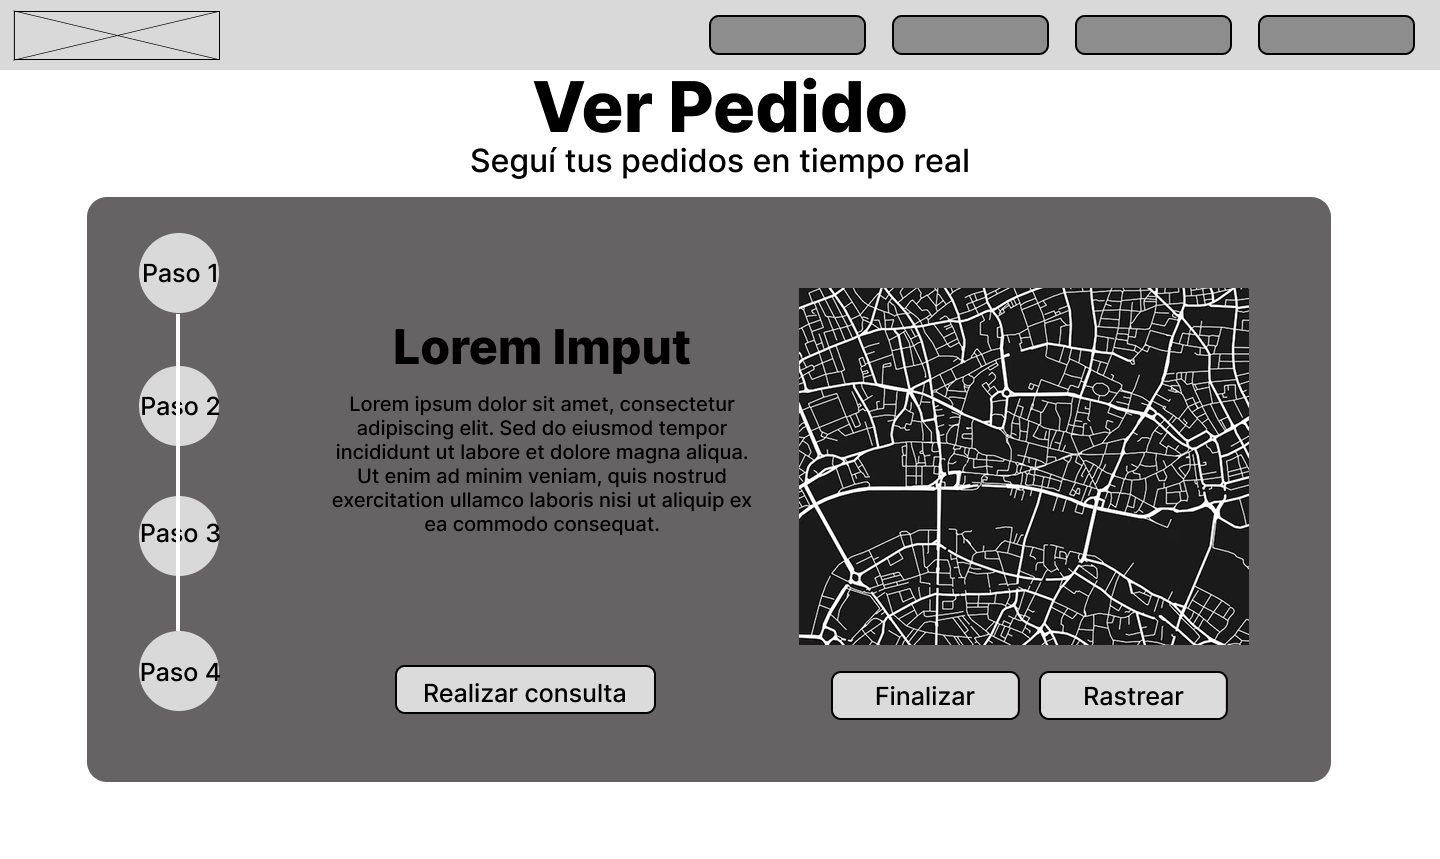 Ver Pedido
Seguí tus pedidos en tiempo real
Paso 1
Paso 2
Paso 3
Paso 4
Lorem Imput
Lorem ipsum dolor sit amet, consectetur
adipiscing elit. Sed do eiusmod tempor
incididunt ut labore et dolore magna aliqua.
Ut enim ad minim veniam, quis nostrud
exercitation ullamco laboris nisi ut aliquip ex
ea commodo consequat.
Realizar consulta
Finalizar
Rastrear